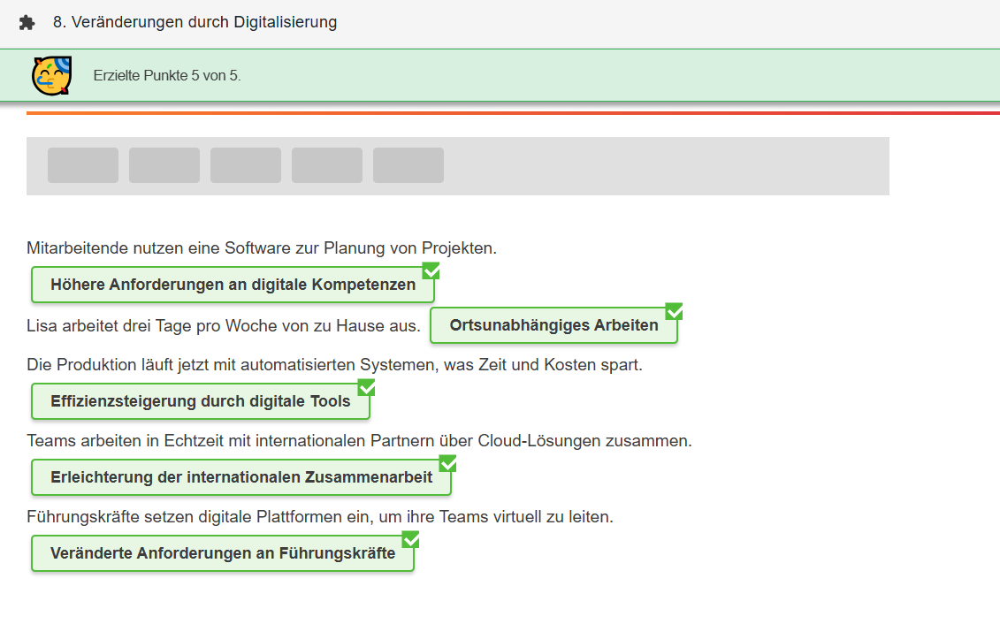 8. Veränderungen durch Digitalisierung
Erzielte Punkte 5 von 5.
Mitarbeitende nutzen eine Software zur Planung von Projekten.
Höhere Anforderungen an digitale Kompetenzen
Lisa arbeitet drei Tage pro Woche von zu Hause aus. Ortsunabhängiges Arbeiten
Die Produktion läuft jetzt mit automatisierten Systemen, was Zeit und Kosten spart.
Effizienzsteigerung durch digitale Tools
Teams arbeiten in Echtzeit mit internationalen Partnern über Cloud-Lösungen zusammen.
Erleichterung der internationalen Zusammenarbeit
Führungskräfte setzen digitale Plattformen ein, um ihre Teams virtuell zu leiten.
Veränderte Anforderungen an Führungskräfte